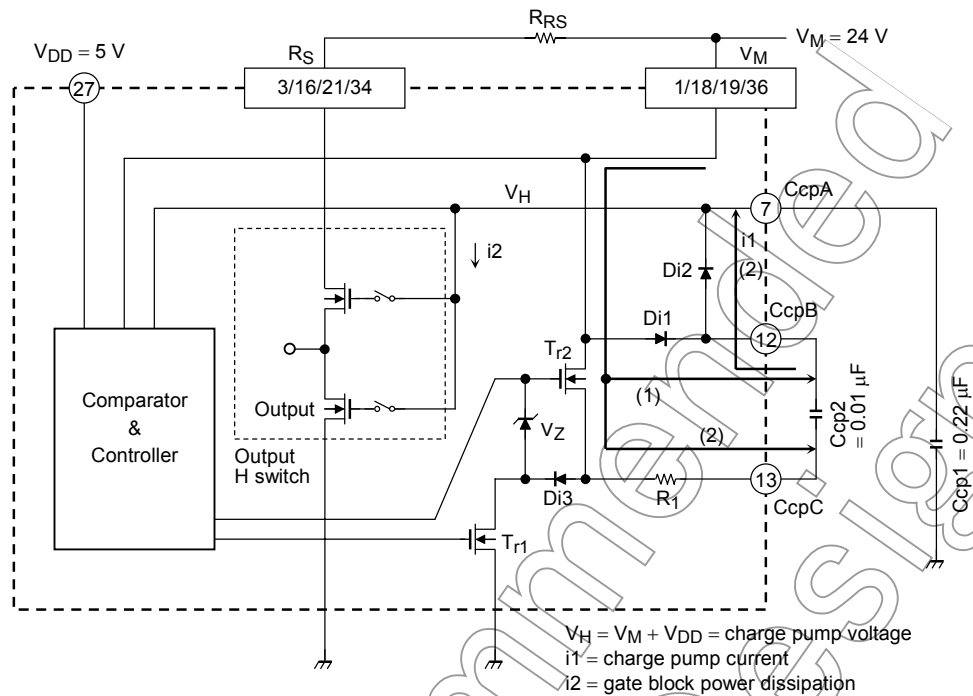 R_RS
V_DD = 5 V
R_S
V_M
V_M = 24 V
27
3/16/21/34
1/18/19/36
V_H
7
CcpA
i2
i1
(2)
Di2
CcpB
Di1
12
T_r2
Comparator
&
Controller
Output
Output
H switch
V_Z
(1)
(2)
Ccp2
= 0.01 µF
Ccp1 = 0.22 µF
Di3
R_1
13
CcpC
T_r1
V_H = V_M + V_DD = charge pump voltage
i1 = charge pump current
i2 = gate block power dissipation